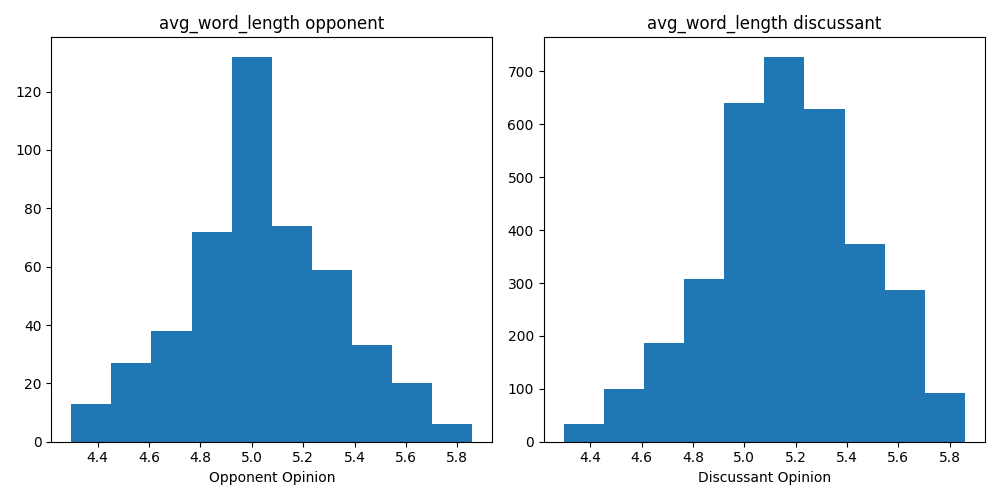 avg_word_length opponent
avg_word_length discussant
120
100
80
60
40
20
0
4.4 4.6 4.8 5.0 5.2 5.4 5.6 5.8
Opponent Opinion
700
600
500
400
300
200
100
0
4.4 4.6 4.8 5.0 5.2 5.4 5.6 5.8
Discussant Opinion